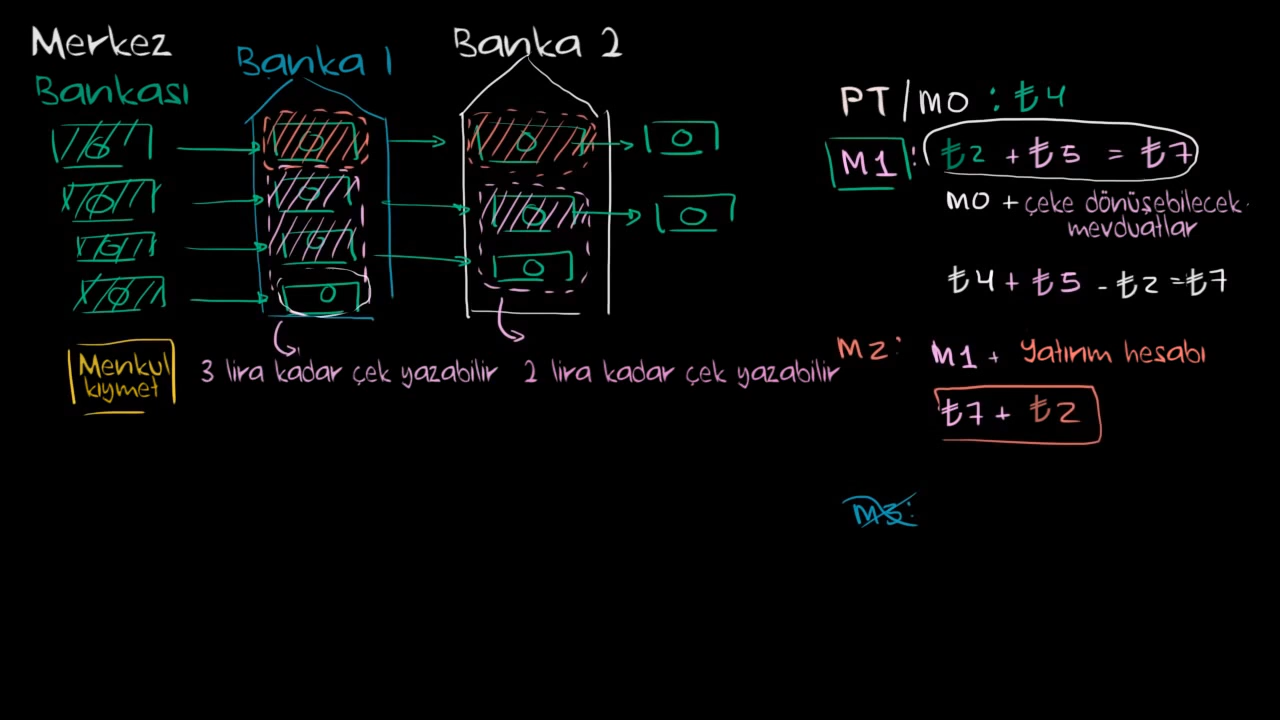 Merkez
Bankası
Banka 1
Banka 2
Menkul
kıymet
3 lira kadar çek yazabilir
2 lira kadar çek yazabilir
PT/M0 : ₺4
M1: ₺2 + ₺5 = ₺7
M0 + çeke dönüşebilecek
mevduatlar
₺4 + ₺5 - ₺2 = ₺7
M2: M1 + Yatırım hesabı
₺7 + ₺2
M3: